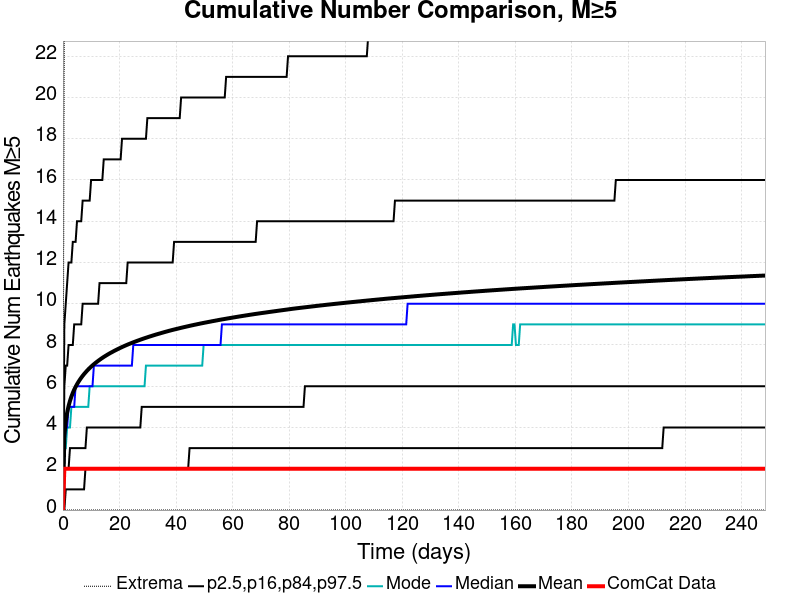 Cumulative Number Comparison, M≥5
Cumulative Num Earthquakes M≥5
22
20
18
16
14
12
10
8
6
4
2
0
0 20 40 60 80 100 120 140 160 180 200 220 240
Time (days)
Extrema p2.5,p16,p84,p97.5 Mode Median Mean ComCat Data